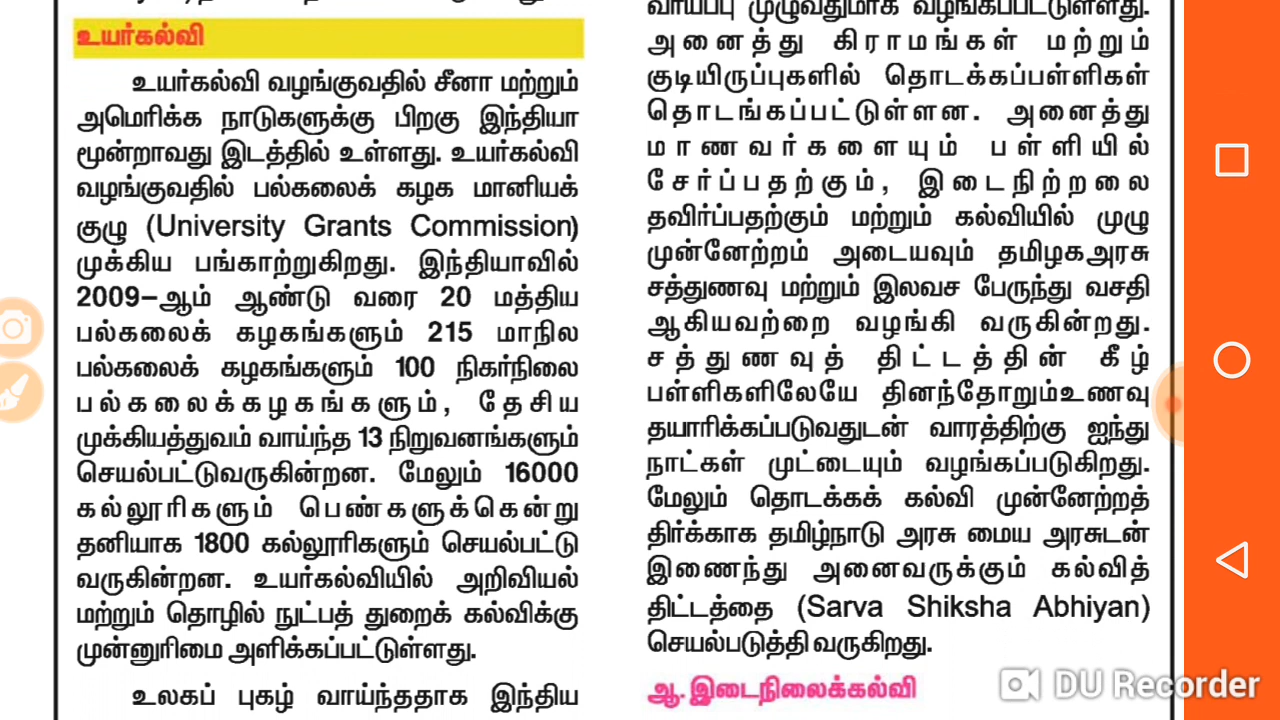 உயர்கல்வி
உயர்கல்வி வழங்குவதில் சீனா மற்றும்
அமெரிக்க நாடுகளுக்கு பிறகு இந்தியா
மூன்றாவது இடத்தில் உள்ளது. உயர்கல்வி
வழங்குவதில் பல்கலைக் கழக மானியக்
குழு (University Grants Commission)
முக்கிய பங்காற்றுகிறது. இந்தியாவில்
2009–ஆம் ஆண்டு வரை 20 மத்திய
பல்கலைக் கழகங்களும் 215 மாநில
பல்கலைக் கழகங்களும் 100 நிகர்நிலை
பல்கலைக்கழகங்களும், தேசிய
முக்கியத்துவம் வாய்ந்த 13 நிறுவனங்களும்
செயல்பட்டுவருகின்றன. மேலும் 16000
கல்லூரிகளும் பெண்களுக்கென்று
தனியாக 1800 கல்லூரிகளும் செயல்பட்டு
வருகின்றன. உயர்கல்வியில் அறிவியல்
மற்றும் தொழில் நுட்பத் துறைக் கல்விக்கு
முன்னுரிமை அளிக்கப்பட்டுள்ளது.
உலகப் புகழ் வாய்ந்ததாக இந்திய
வாய்ப்பு முழுவதுமாக வழங்கப்பட்டுள்ளது.
அனைத்து கிராமங்கள் மற்றும்
குடியிருப்புகளில் தொடக்கப்பள்ளிகள்
தொடங்கப்பட்டுள்ளன. அனைத்து
மாணவர்களையும் பள்ளியில்
சேர்ப்பதற்கும், இடைநிற்றலை
தவிர்ப்பதற்கும் மற்றும் கல்வியில் முழு
முன்னேற்றம் அடையவும் தமிழகஅரசு
சத்துணவு மற்றும் இலவச பேருந்து வசதி
ஆகியவற்றை வழங்கி வருகின்றது.
சத்துணவுத் திட்டத்தின் கீழ்
பள்ளிகளிலேயே தினந்தோறும்உணவு
தயாரிக்கப்படுவதுடன் வாரத்திற்கு ஐந்து
நாட்கள் முட்டையும் வழங்கப்படுகிறது.
மேலும் தொடக்கக் கல்வி முன்னேற்றத்
திர்க்காக தமிழ்நாடு அரசு மைய அரசுடன்
இணைந்து அனைவருக்கும் கல்வித்
திட்டத்தை (Sarva Shiksha Abhiyan)
செயல்படுத்தி வருகிறது.
ஆ. இடைநிலைக்கல்வி
DU Recorder